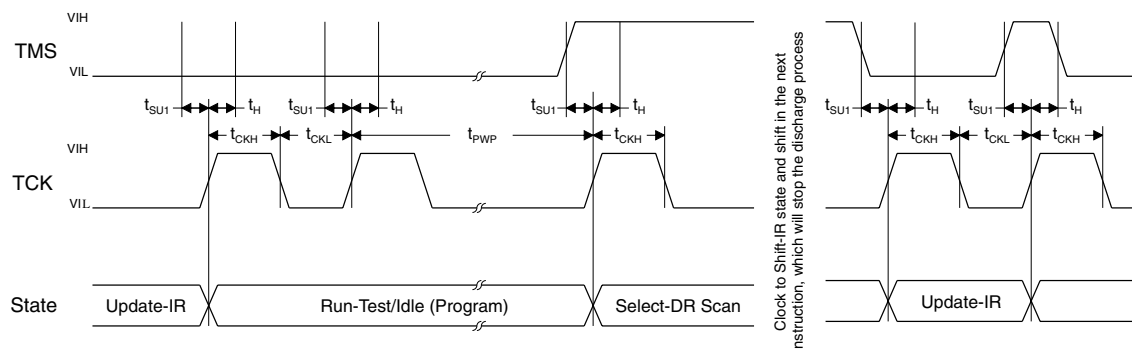 VIH
TMS
VIL
tSU1 tH tSU1 tH tSU1 tH tSU1 tH tSU1 tH
tCKH tCKL tPWP tCKH tCKH tCKL tCKH
VIH
TCK
VIL
State Update-IR Run-Test/Idle (Program) Select-DR Scan Update-IR
Clock to Shift-IR state and shift in the next
nstruction, which will stop the discharge process